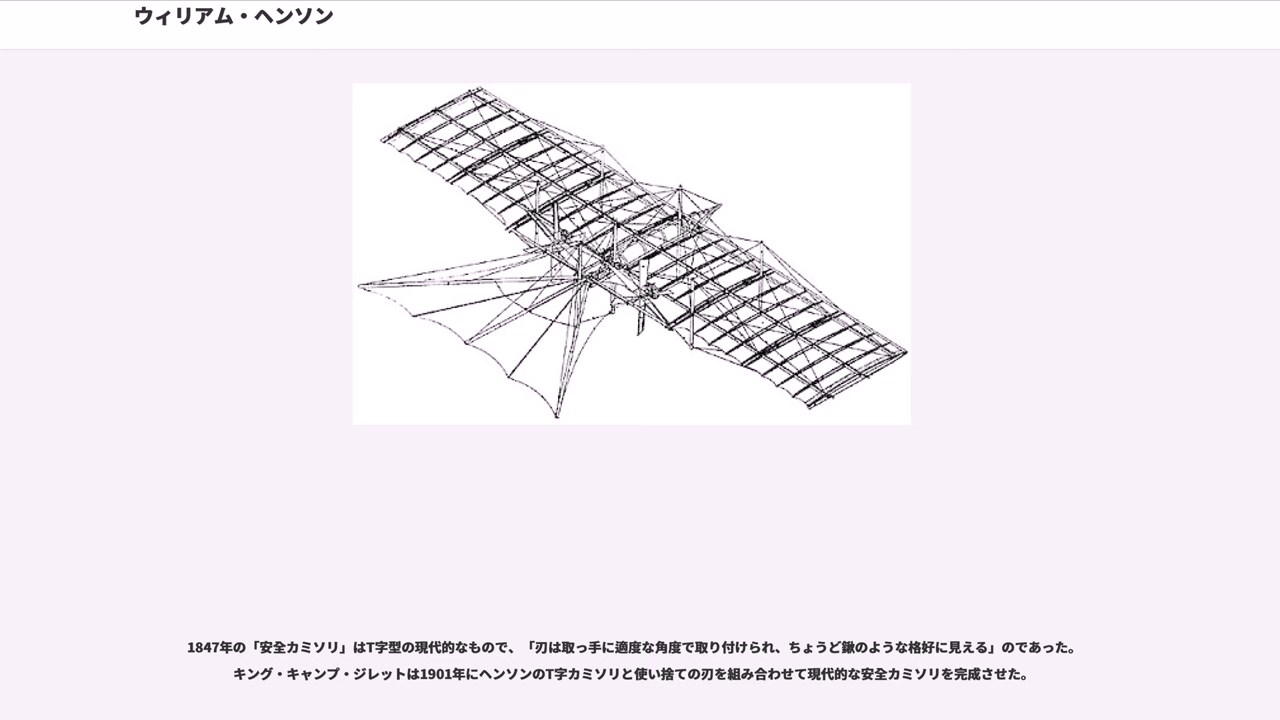 ウィリアム・ヘンソン
1847年の「安全カミソリ」はT字型の現代的なもので、「刃は取っ手に適度な角度で取り付けられ、ちょうど鍬のような格好に見える」のであった。
キング・キャンプ・ジレットは1901年にヘンソンのT字カミソリと使い捨ての刃を組み合わせて現代的な安全カミソリを完成させた。